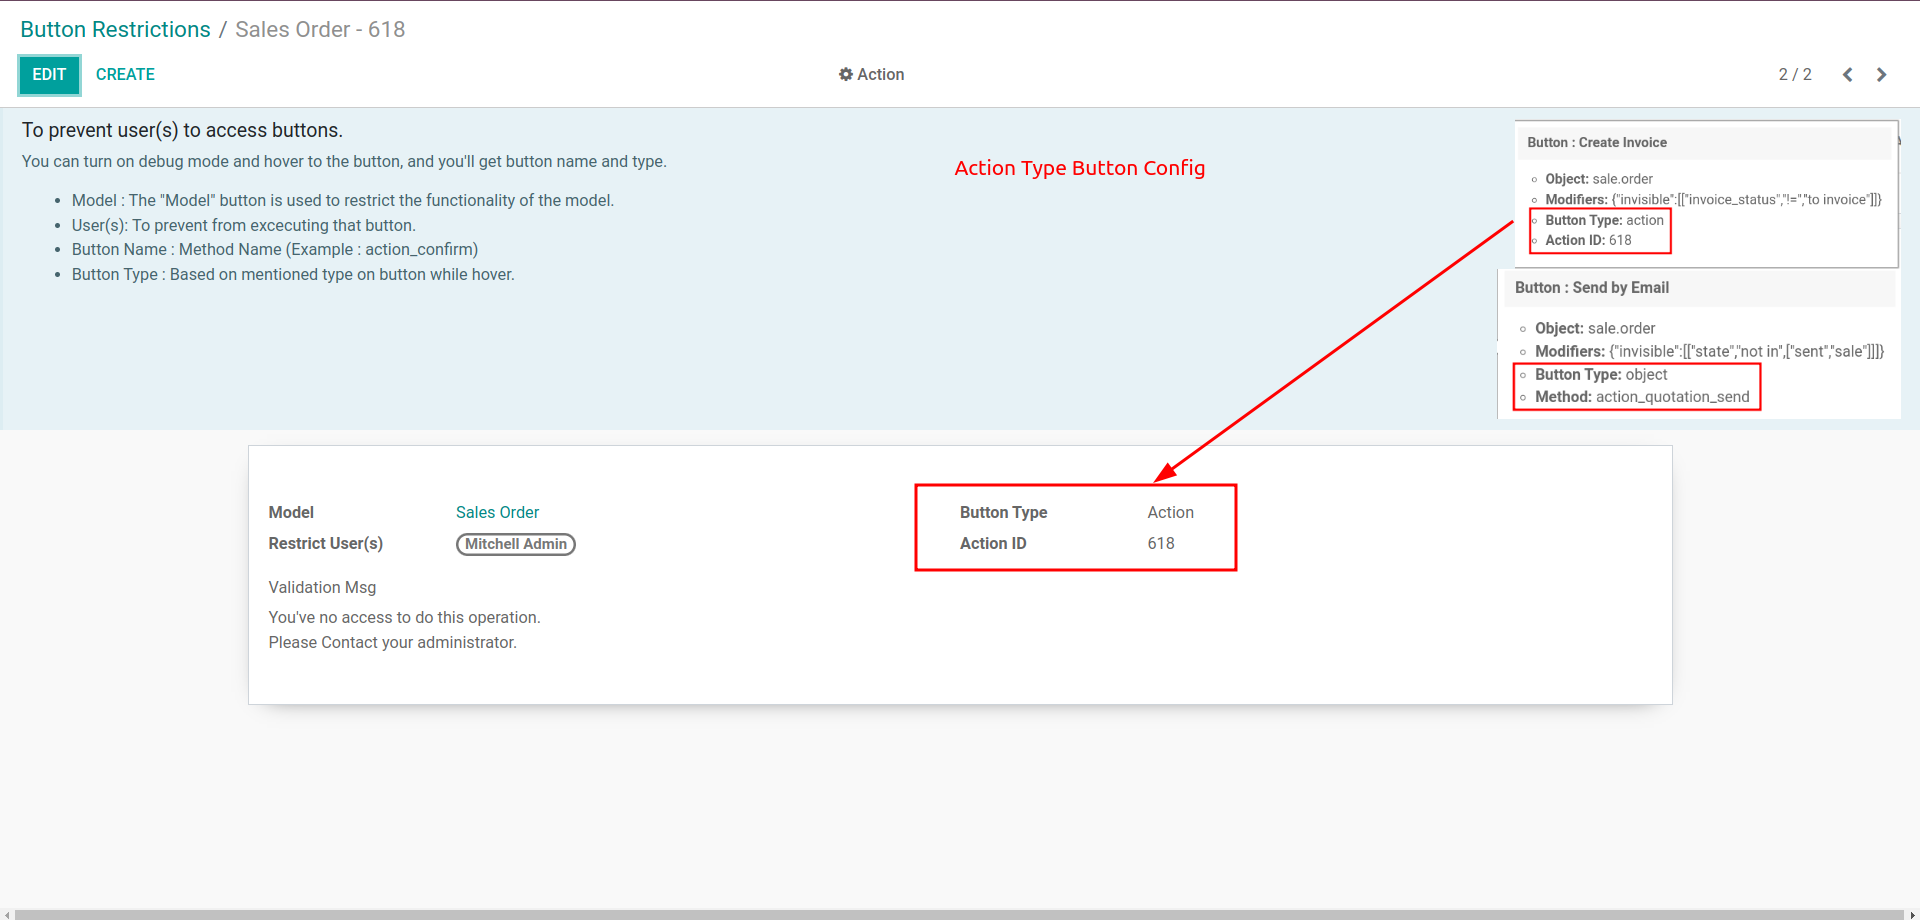 Button Restrictions / Sales Order - 618
EDIT CREATE
Action
2 / 2
To prevent user(s) to access buttons.
You can turn on debug mode and hover to the button, and you'll get button name and type.
• Model : The "Model" button is used to restrict the functionality of the model.
• User(s): To prevent from excecuting that button.
• Button Name : Method Name (Example : action_confirm)
• Button Type : Based on mentioned type on button while hover.
Action Type Button Config
Button : Create Invoice
Object: sale.order
Modifiers: {"invisible":[["invoice_status","!=","to invoice"]]}
Button Type: action
Action ID: 618
Button : Send by Email
Object: sale.order
Modifiers: {"invisible":[["state","not in",["sent","sale"]]]}
Button Type: object
Method: action_quotation_send
Model Sales Order
Restrict User(s) Mitchell Admin
Button Type Action
Action ID 618
Validation Msg
You've no access to do this operation.
Please Contact your administrator.